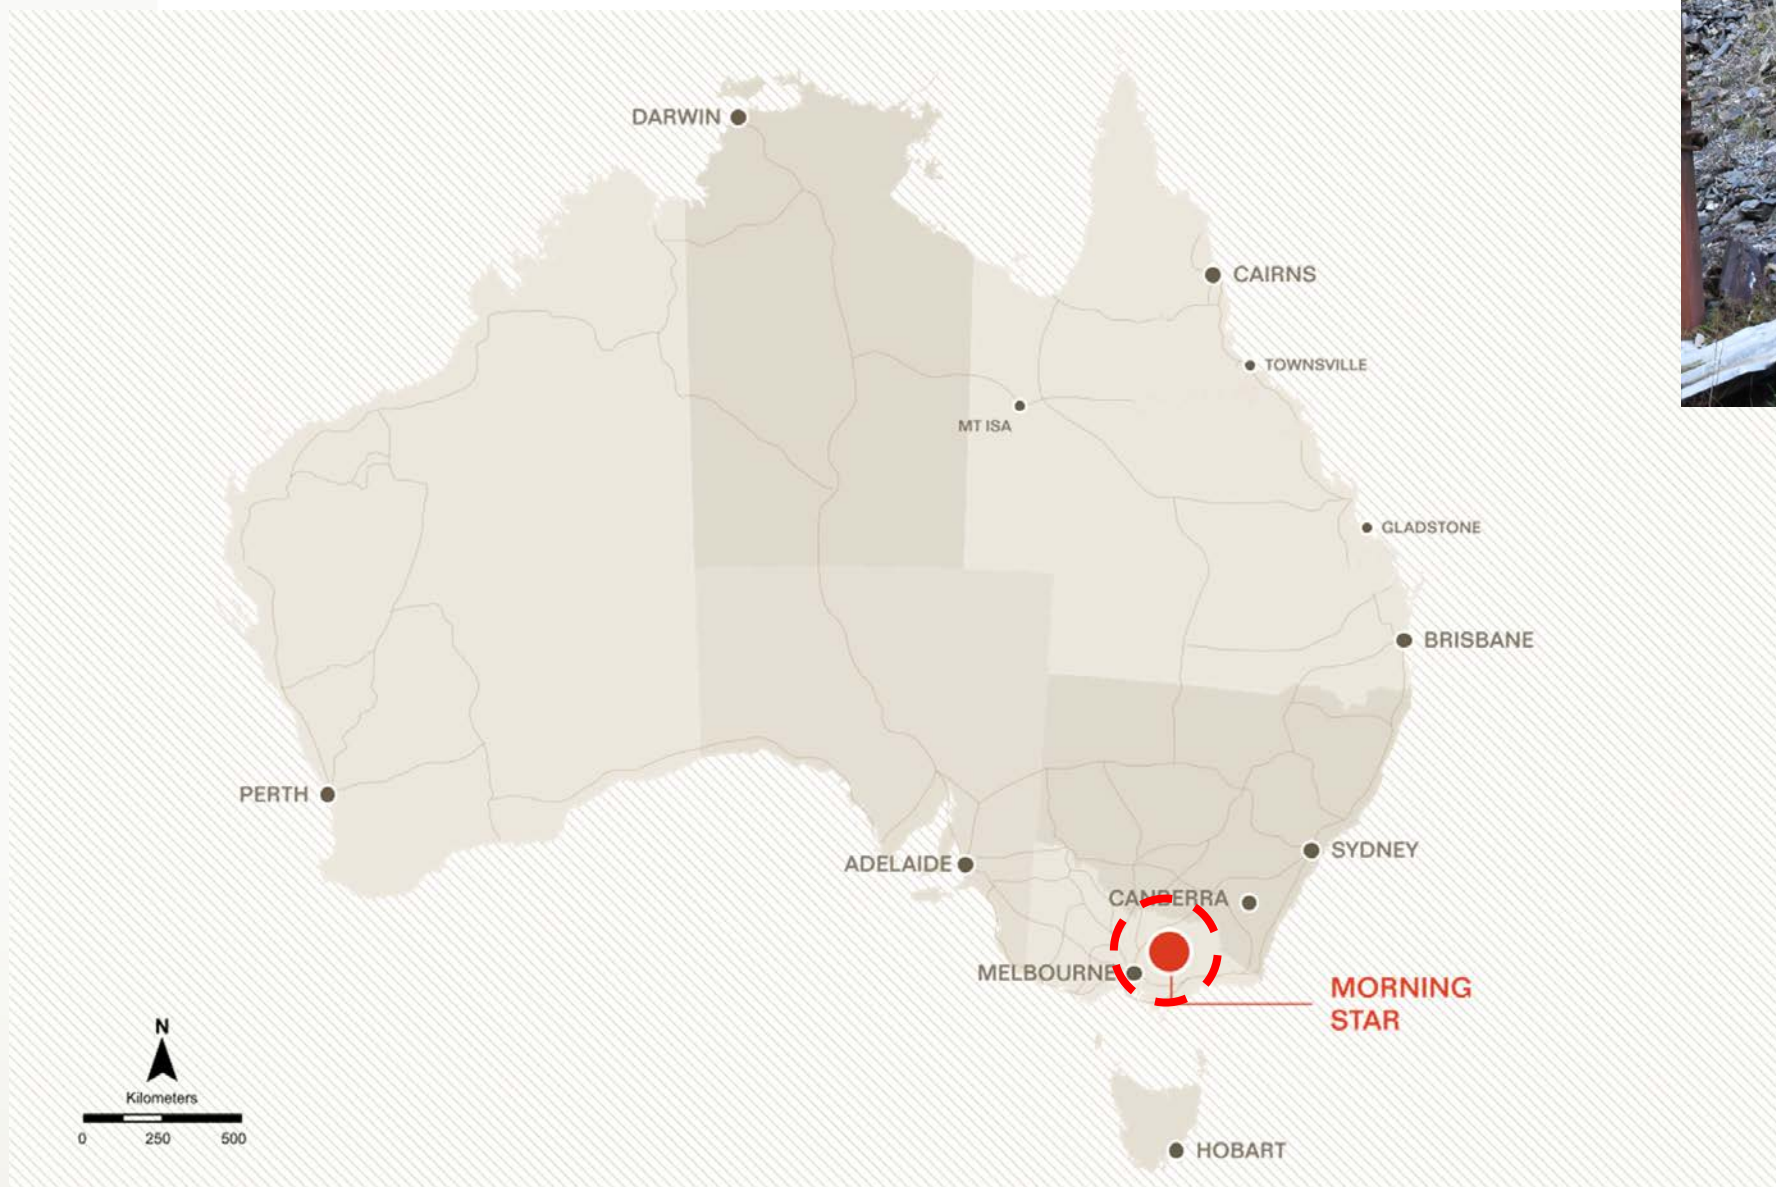 DARWIN
CAIRNS
TOWNSVILLE
MT ISA
GLADSTONE
BRISBANE
PERTH
SYDNEY
ADELAIDE
CANBERRA
MELBOURNE
MORNING
STAR
N
Kilometers
0 250 500
HOBART